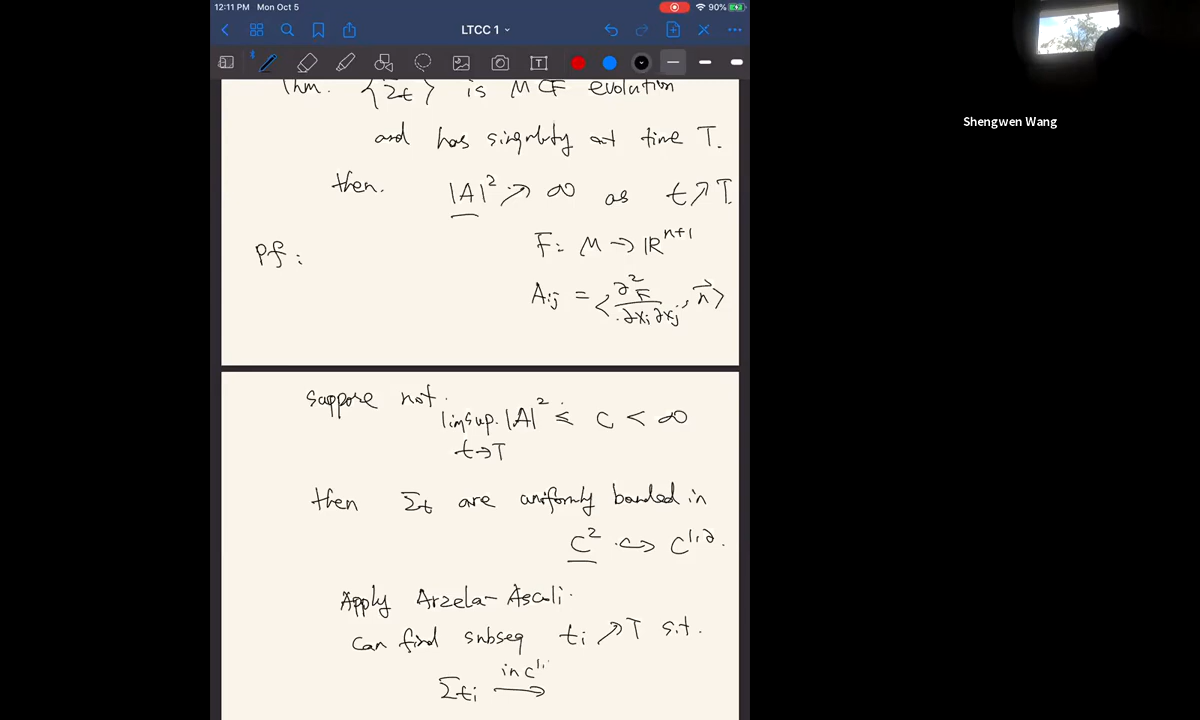 12:11 PM Mon Oct 5
90%
LTCC 1
Thm. {Σt} is MCF evolution
and has singulrity at time T.
then. |A|² ↗ ∞ as t ↗ T.
F: M → ℝⁿ⁺¹
Pf:
Aij = ⟨∂²F/∂xi∂xj, n⃗⟩
suppose not.
limsup. |A|² ≤ C < ∞
t→T
then Σt are uniformly bounded in
C² ↪ C¹,ᵅ.
Apply Arzela-Ascoli.
can find subseq ti ↗ T s.t.
Σti in C¹, →
Shengwen Wang